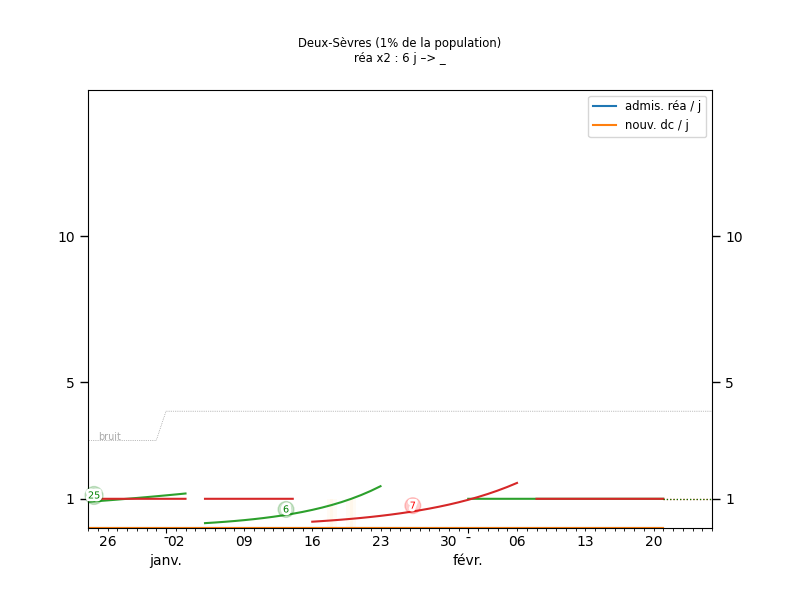 Deux-Sèvres (1% de la population)
réa x2 : 6 j –> _
admis. réa / j
nouv. dc / j
10
10
5
5
bruit
25
6
7
1
1
26
02
09
16
23
30
06
13
20
janv.
févr.